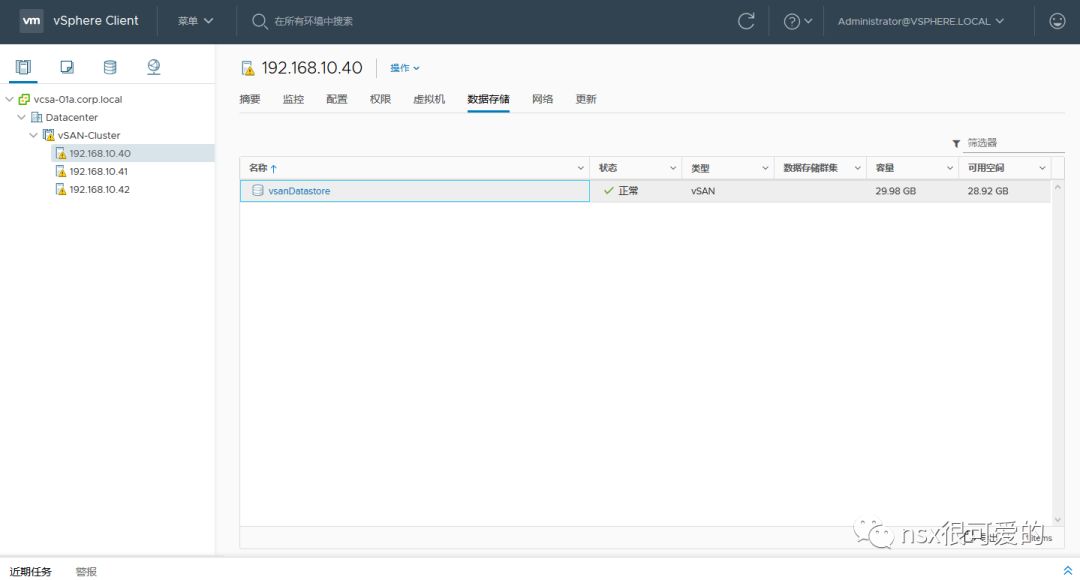 vm vSphere Client 菜单 在所有环境中搜索 Administrator@VSPHERE.LOCAL
192.168.10.40 操作
摘要 监控 配置 权限 虚拟机 数据存储 网络 更新
vcsa-01a.corp.local
Datacenter
vSAN-Cluster
192.168.10.40
192.168.10.41
192.168.10.42
筛选器
名称 状态 类型 数据存储群集 容量 可用空间
vsanDatastore 正常 vSAN 29.98 GB 28.92 GB
nsx很可爱的
items
近期任务 警报